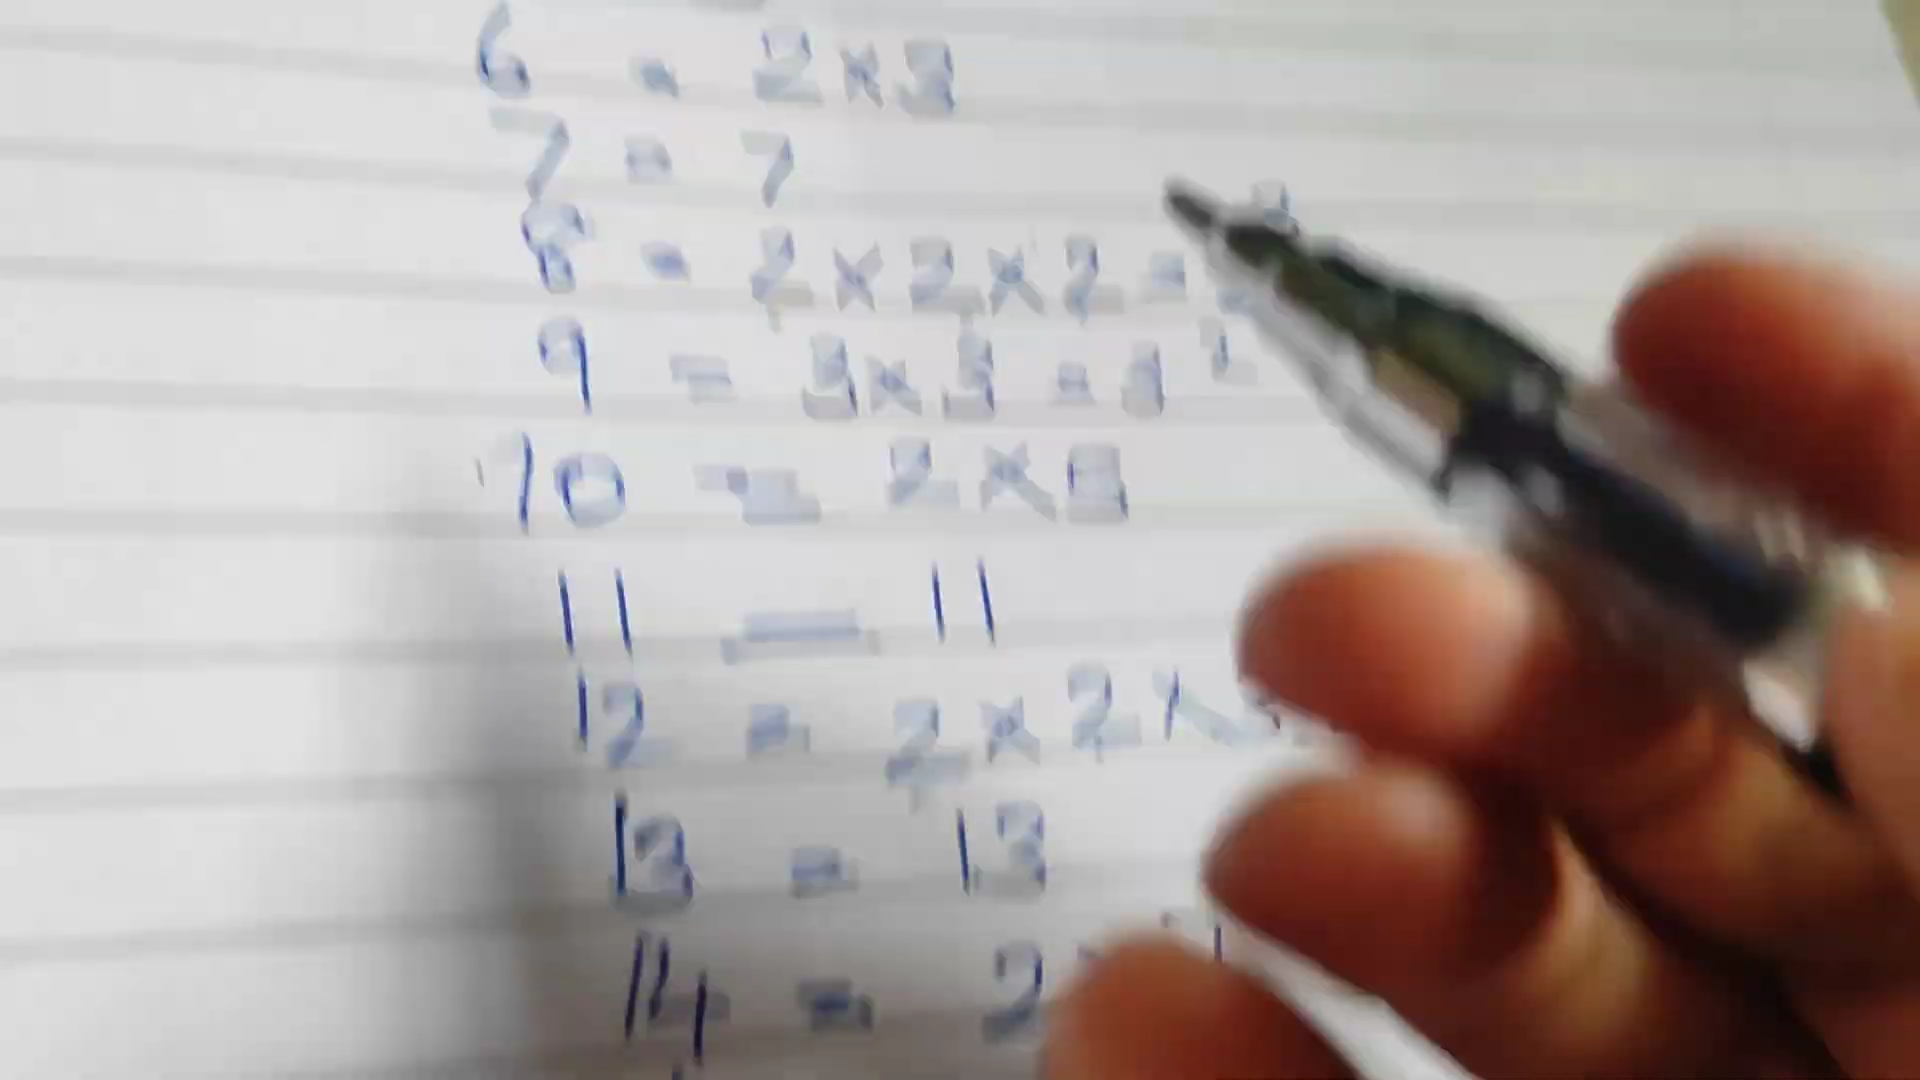 6 = 2×3
7 = 7
8 = 2×2×2 =
9 = 3×3 = 3²
10 = 2×5
11 = 11
12 = 2×2×
13 = 13
14 = 2